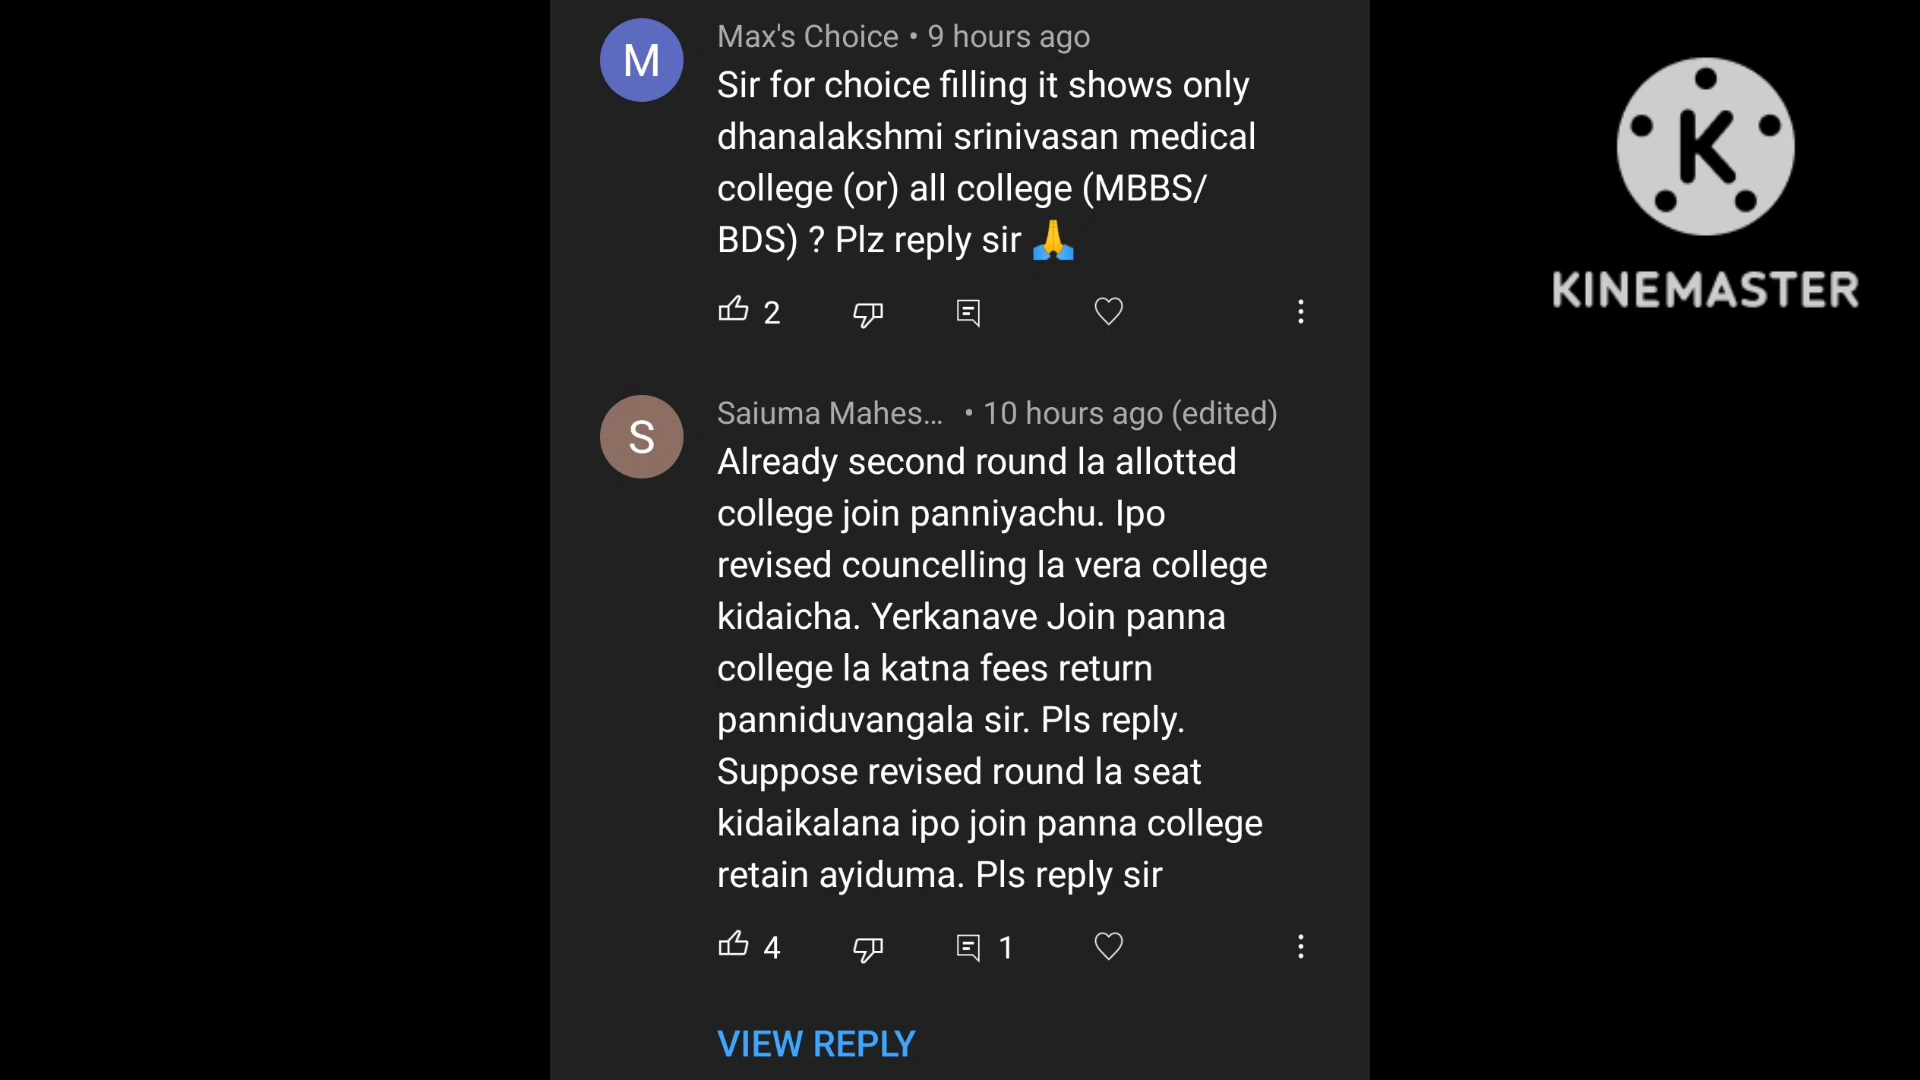 M
Max's Choice • 9 hours ago
Sir for choice filling it shows only
dhanalakshmi srinivasan medical
college (or) all college (MBBS/
BDS) ? Plz reply sir 🙏
2
S
Saiuma Mahes... • 10 hours ago (edited)
Already second round la allotted
college join panniyachu. Ipo
revised councelling la vera college
kidaicha. Yerkanave Join panna
college la katna fees return
panniduvangala sir. Pls reply.
Suppose revised round la seat
kidaikalana ipo join panna college
retain ayiduma. Pls reply sir
4 1
VIEW REPLY
K
KINEMASTER